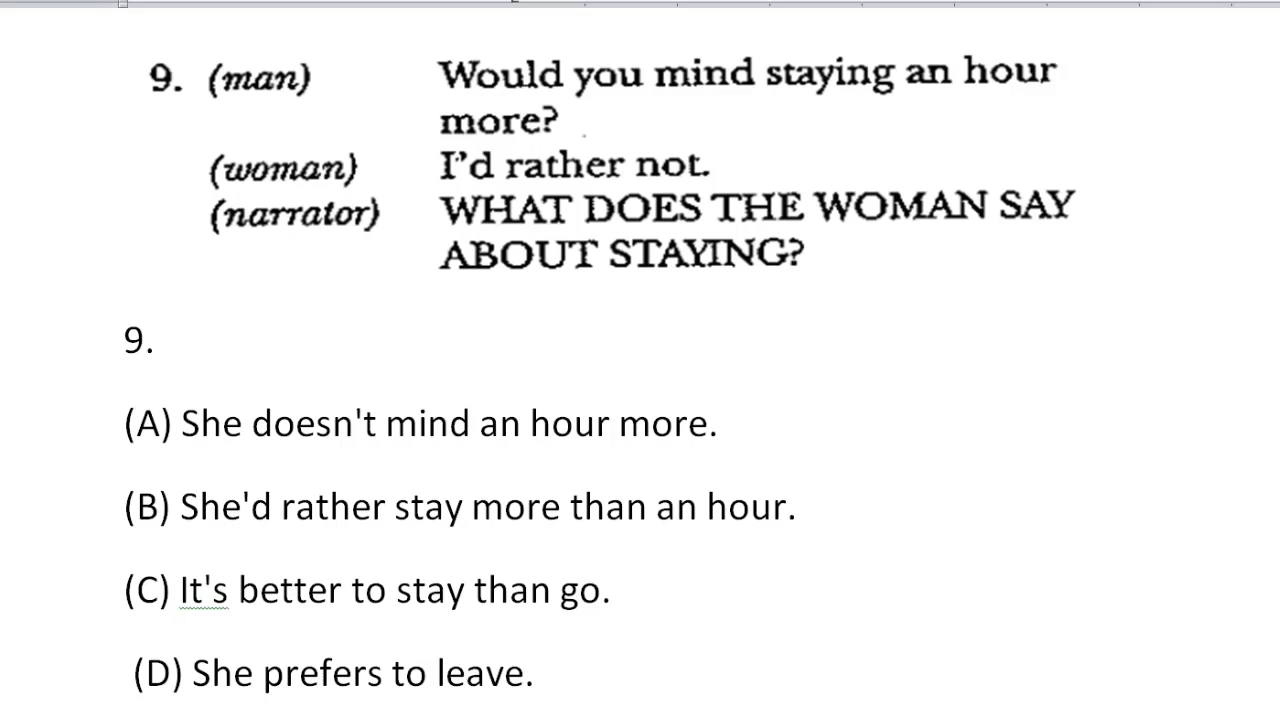 9. (man) Would you mind staying an hour
more?
(woman) I'd rather not.
(narrator) WHAT DOES THE WOMAN SAY
ABOUT STAYING?
9.
(A) She doesn't mind an hour more.
(B) She'd rather stay more than an hour.
(C) It's better to stay than go.
(D) She prefers to leave.